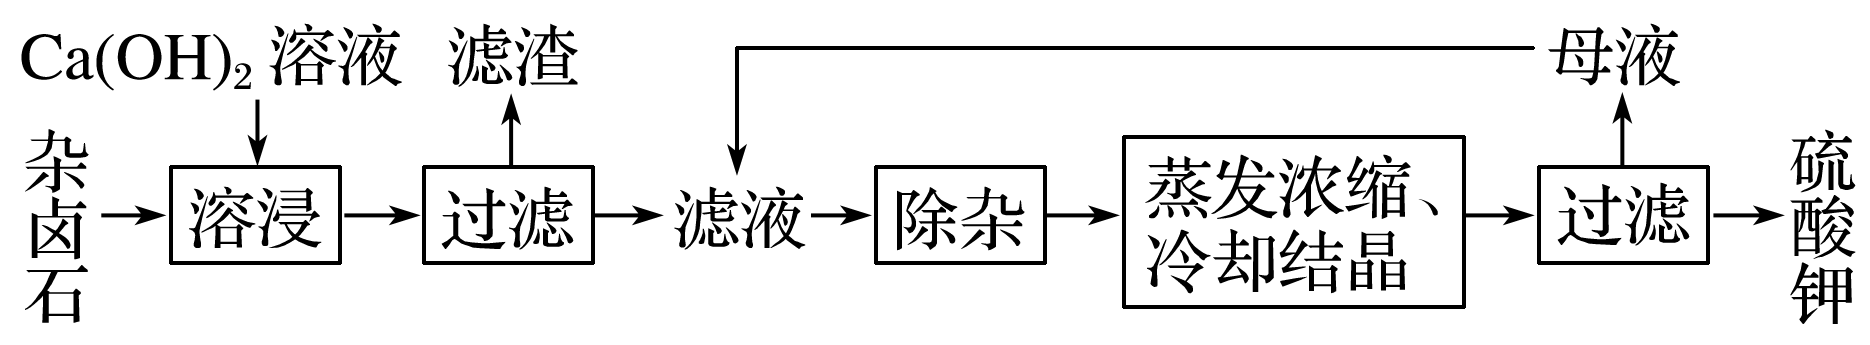 Ca(OH)₂溶液
滤渣
母液
杂卤石
溶浸
过滤
滤液
除杂
蒸发浓缩、
冷却结晶
过滤
硫酸钾